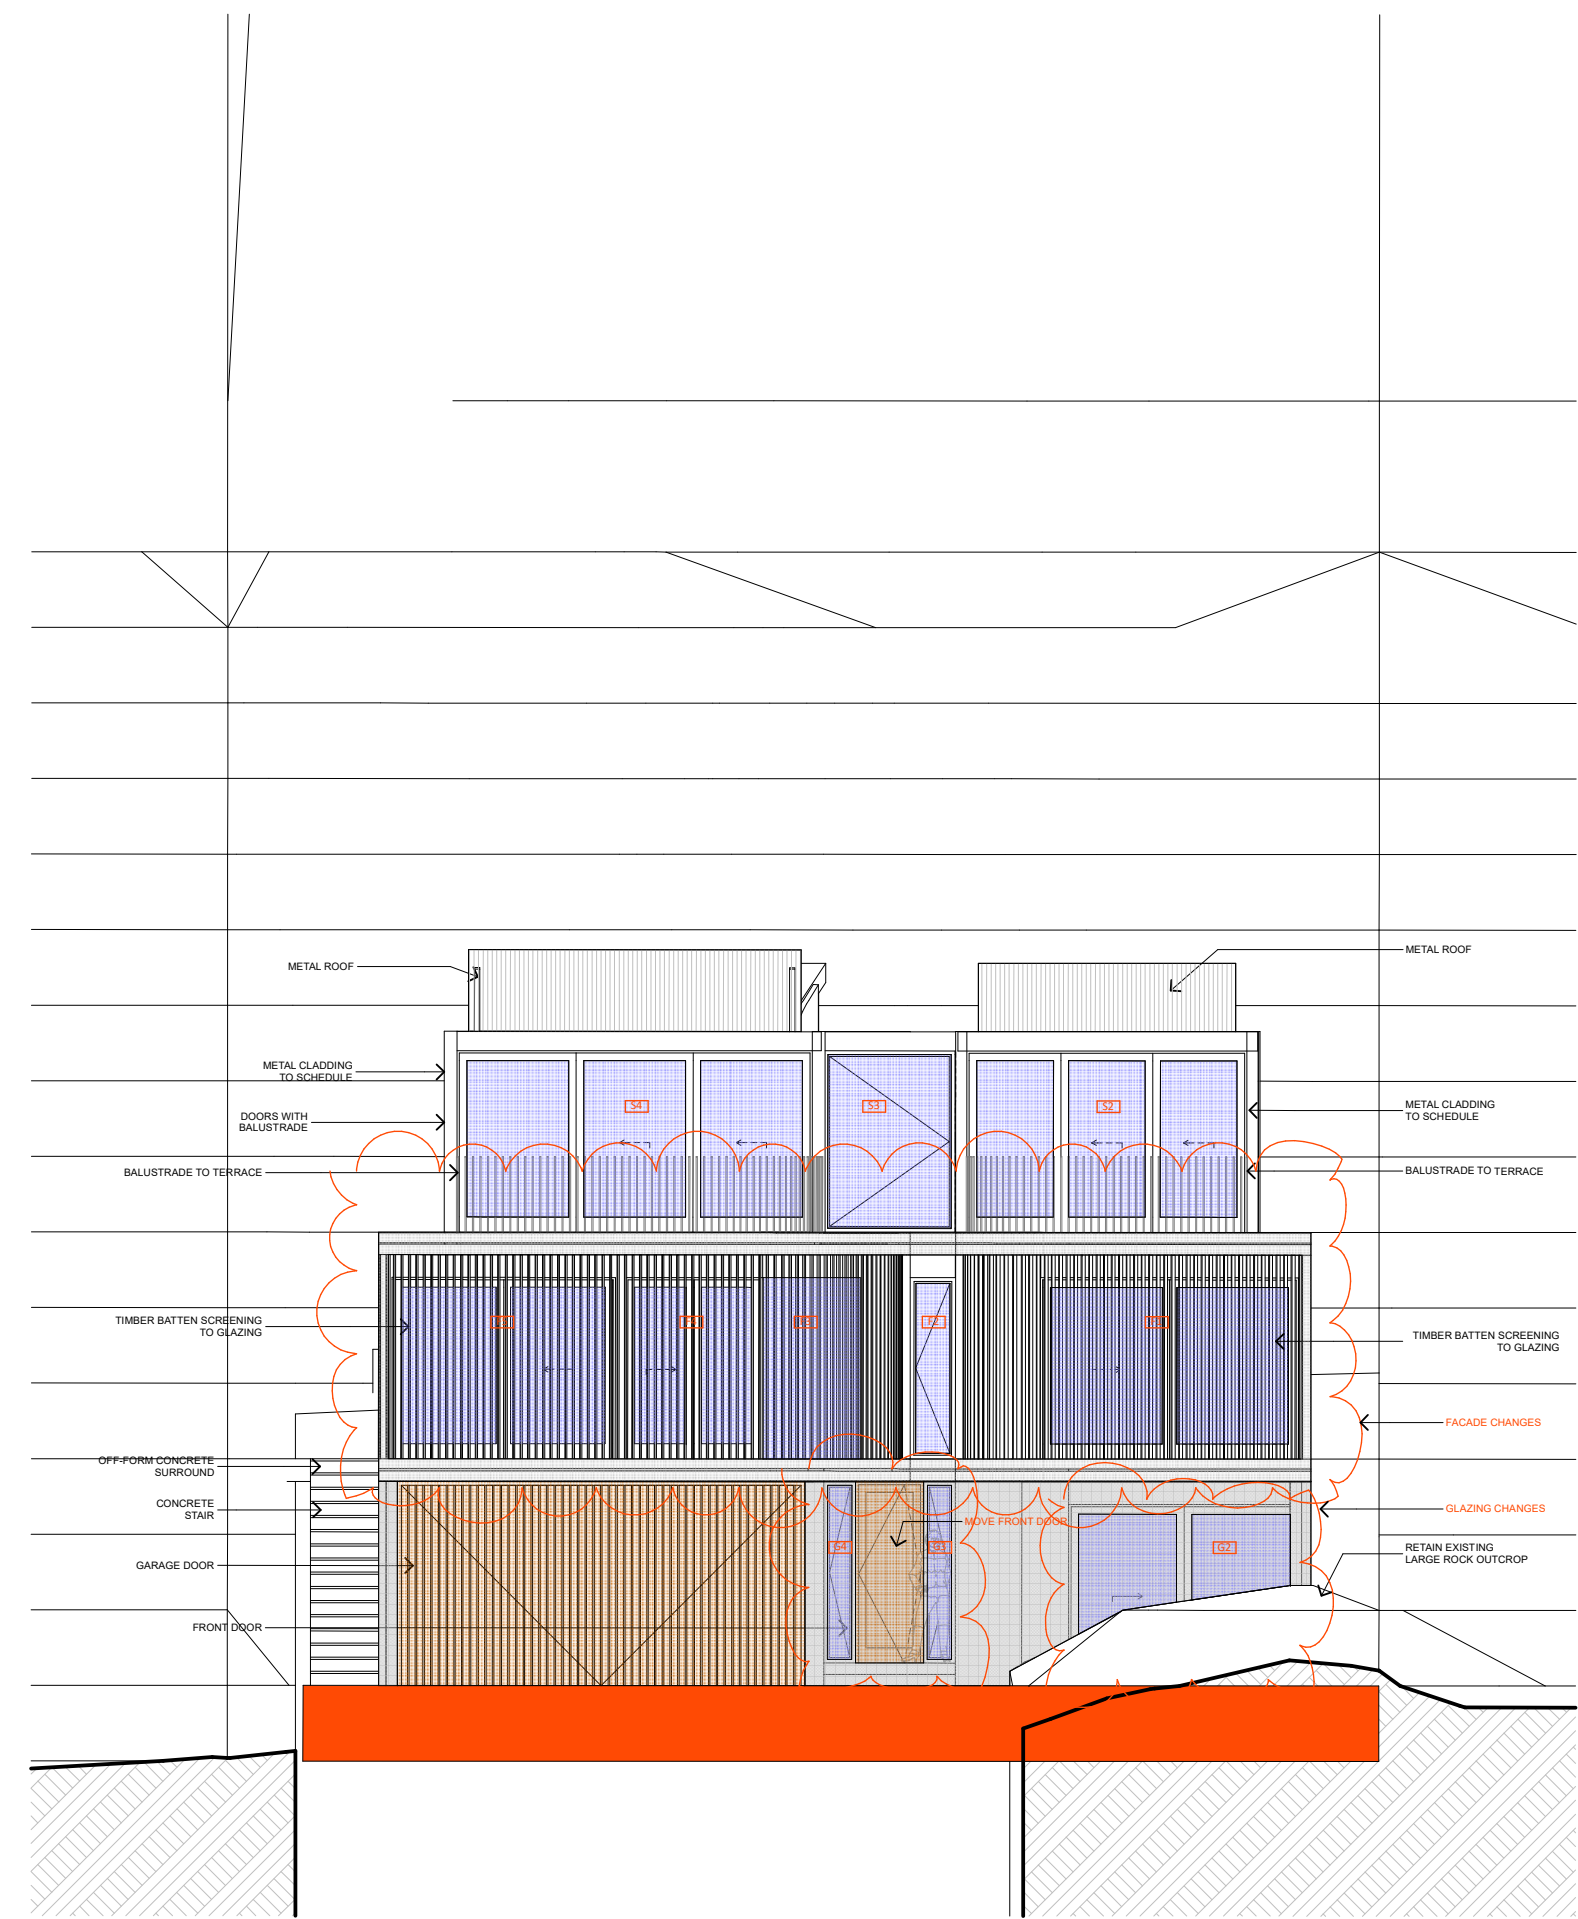 METAL ROOF
METAL ROOF
METAL CLADDING
TO SCHEDULE
S4
S3
S2
METAL CLADDING
TO SCHEDULE
DOORS WITH
BALUSTRADE
BALUSTRADE TO TERRACE
BALUSTRADE TO TERRACE
TIMBER BATTEN SCREENING
TO GLAZING
F2
TIMBER BATTEN SCREENING
TO GLAZING
FACADE CHANGES
OFF-FORM CONCRETE
SURROUND
CONCRETE
STAIR
GLAZING CHANGES
MOVE FRONT DOOR
G4
G3
G2
RETAIN EXISTING
LARGE ROCK OUTCROP
GARAGE DOOR
FRONT DOOR